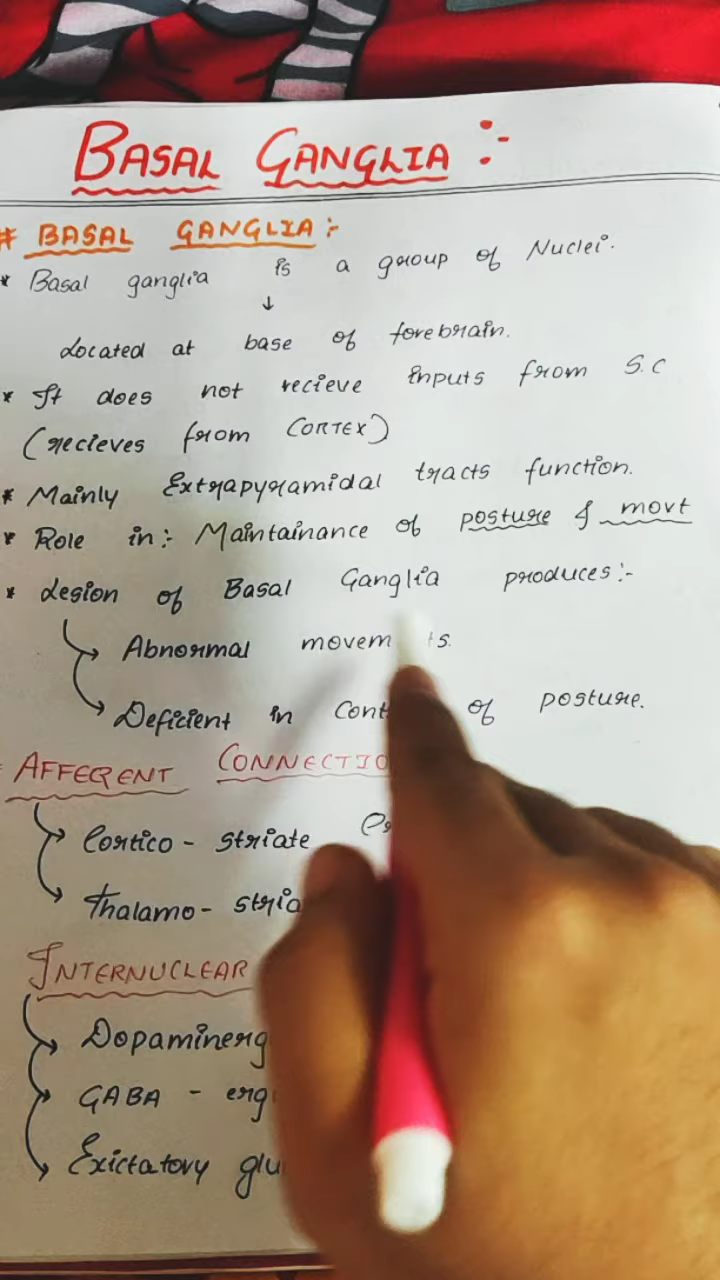 BASAL GANGLIA :-
# BASAL GANGLIA :-
* Basal ganglia is a group of Nuclei.
↓
Located at base of forebrain.
* It does not recieve inputs from S.C
(recieves from CORTEX)
* Mainly Extrapyramidal tracts function.
* Role in :- Maintainance of posture & movt
* Lesion of Basal Ganglia produces :-
Abnormal movem ts.
Deficient in Cont of posture.
AFFERENT CONNECTIO
Cortico - striate
Thalamo - stria
INTERNUCLEAR
Dopaminerg
GABA - erg
Exictatory glu